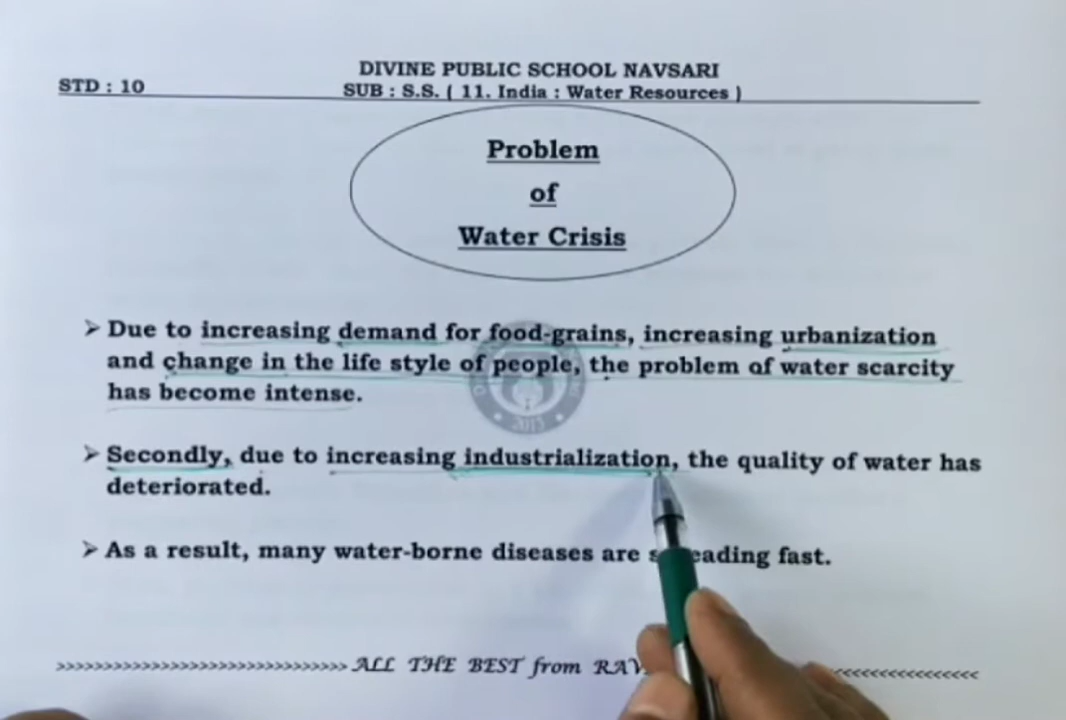 DIVINE PUBLIC SCHOOL NAVSARI
STD : 10
SUB : S.S. ( 11. India : Water Resources )
Problem
of
Water Crisis
➢ Due to increasing demand for food-grains, increasing urbanization
and change in the life style of people, the problem of water scarcity
has become intense.
➢ Secondly, due to increasing industrialization, the quality of water has
deteriorated.
➢ As a result, many water-borne diseases are fast.
>>>>>>>>>>>>>>>>>>>>>>>>>>>>>>> ALL THE BEST from <<<<<<<<<<<<<<<<<<
2013